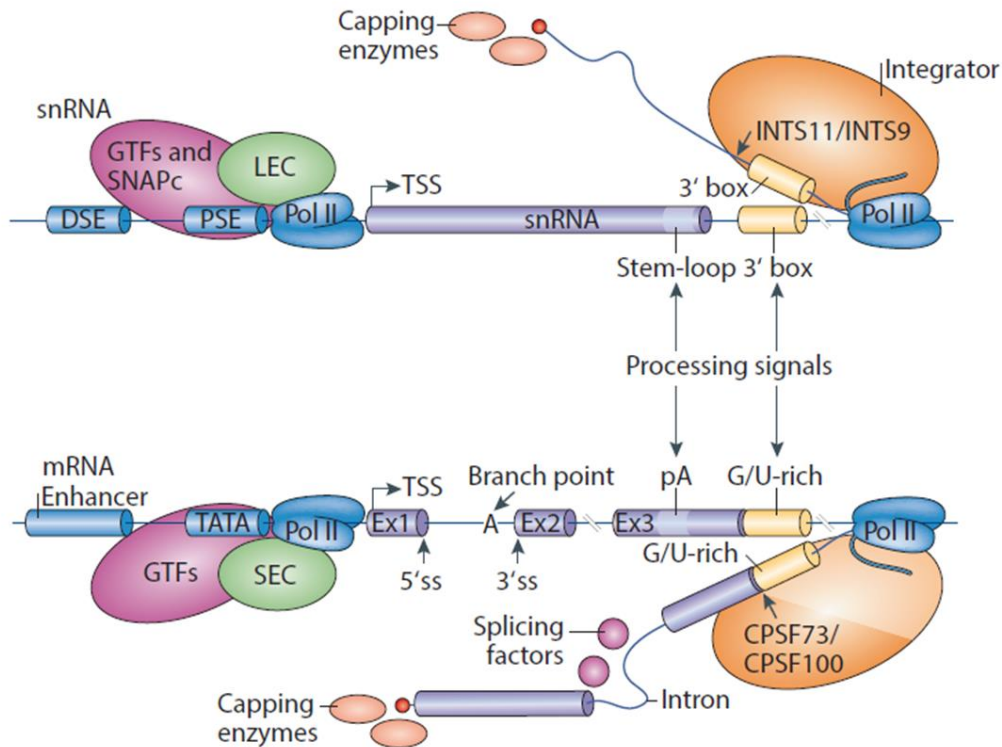 Capping
enzymes
Integrator
snRNA
GTFs and
SNAPc
LEC
INTS11/INTS9
TSS
3′ box
DSE
PSE
Pol II
snRNA
Pol II
Stem-loop
3′ box
Processing signals
mRNA
Enhancer
TSS
Branch point
pA
G/U-rich
TATA
Pol II
Ex1
A
Ex2
Ex3
Pol II
G/U-rich
GTFs
SEC
5′ss
3′ss
Splicing
factors
CPSF73/
CPSF100
Intron
Capping
enzymes